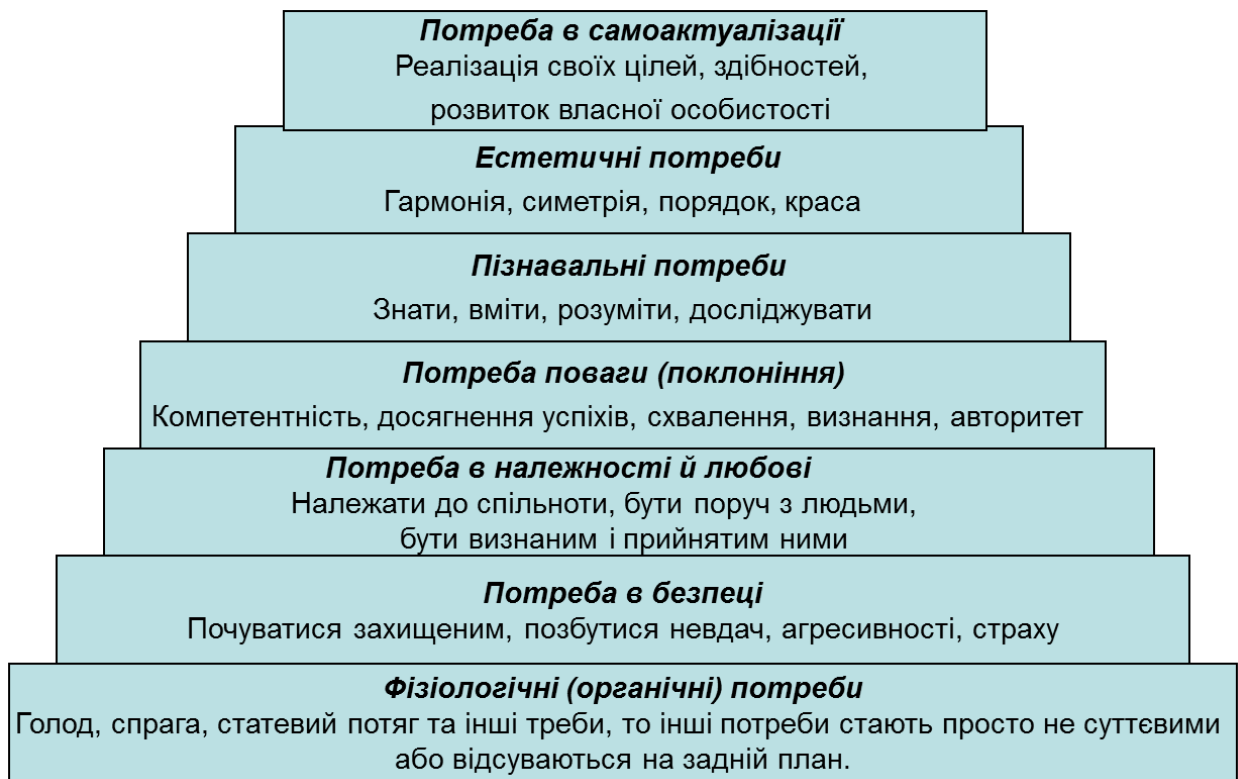 Потреба в самоактуалізації
Реалізація своїх цілей, здібностей,
розвиток власної особистості
Естетичні потреби
Гармонія, симетрія, порядок, краса
Пізнавальні потреби
Знати, вміти, розуміти, досліджувати
Потреба поваги (поклоніння)
Компетентність, досягнення успіхів, схвалення, визнання, авторитет
Потреба в належності й любові
Належати до спільноти, бути поруч з людьми,
бути визнаним і прийнятим ними
Потреба в безпеці
Почуватися захищеним, позбутися невдач, агресивності, страху
Фізіологічні (органічні) потреби
Голод, спрага, статевий потяг та інші треби, то інші потреби стають просто не суттєвими
або відсуваються на задній план.